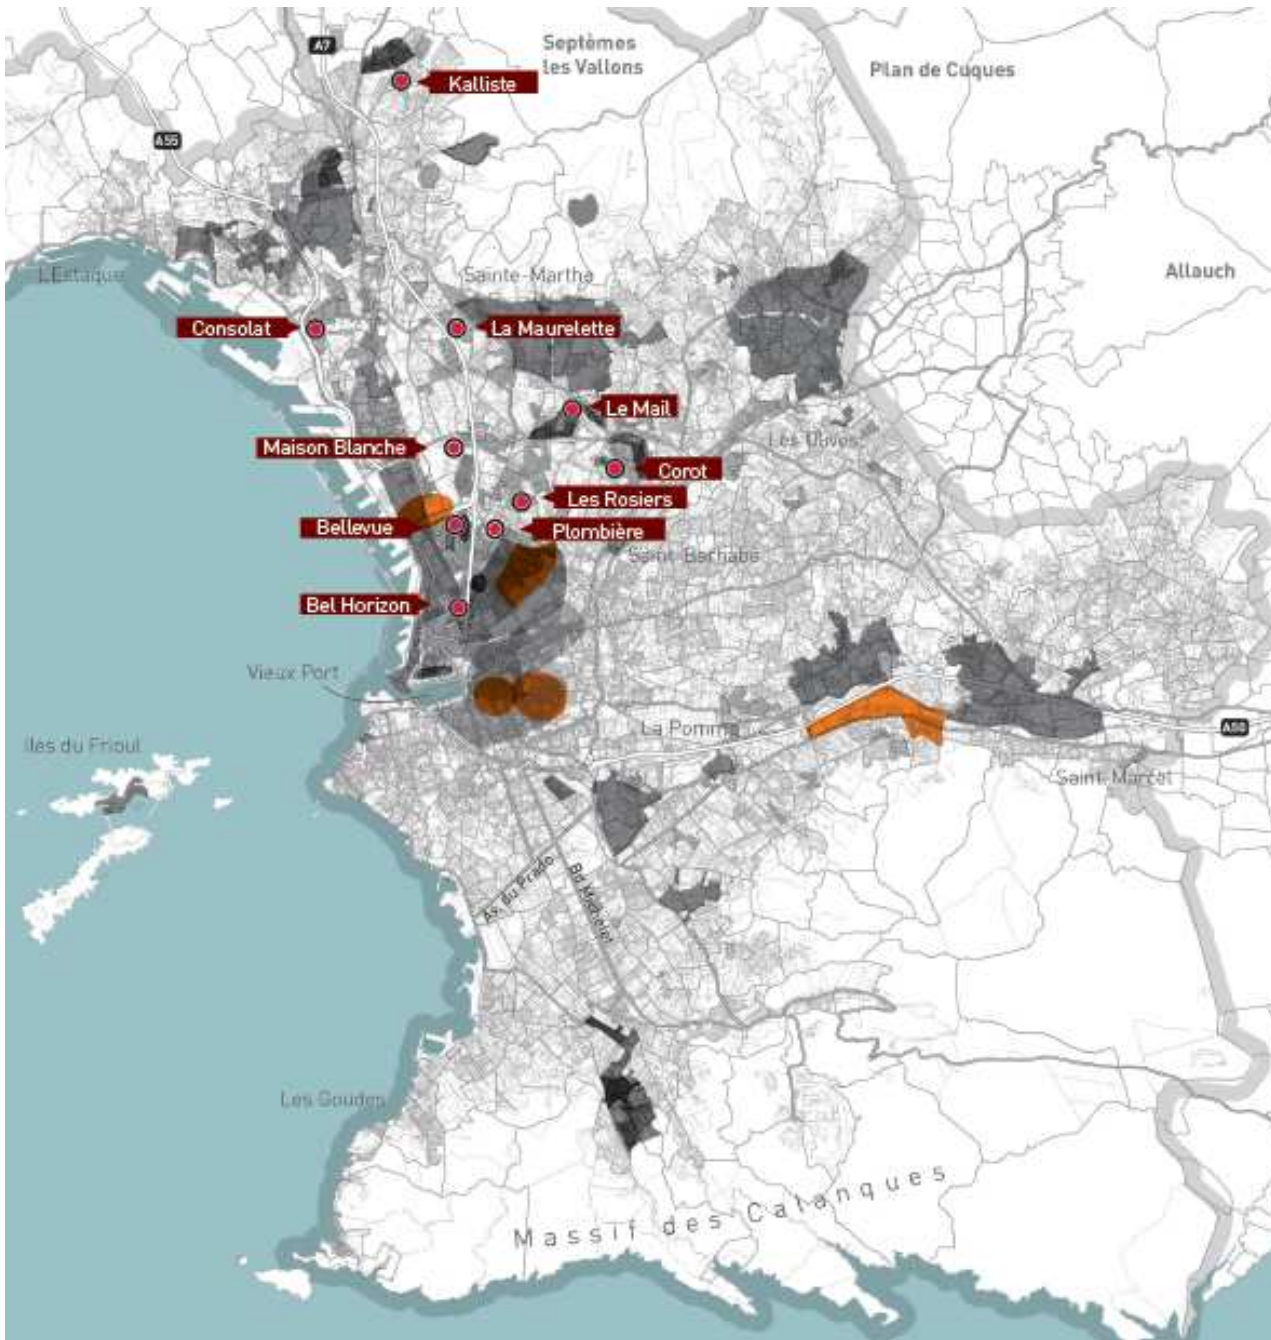 A7
Septèmes
les Vallons
Plan de Cuques
Kalliste
A55
L'Estaque
Sainte-Martha
Allauch
Consolat
La Maurelette
Le Mail
Maison Blanche
Les Olives
Corot
Les Rosiers
Bellevue
Plombière
Saint-Barnabé
Bel Horizon
Vieux Port
La Pomme
A50
Iles du Frioul
Saint-Marcel
Av. du Prado
Bd Michelet
Les Goudes
Massif des Calanques